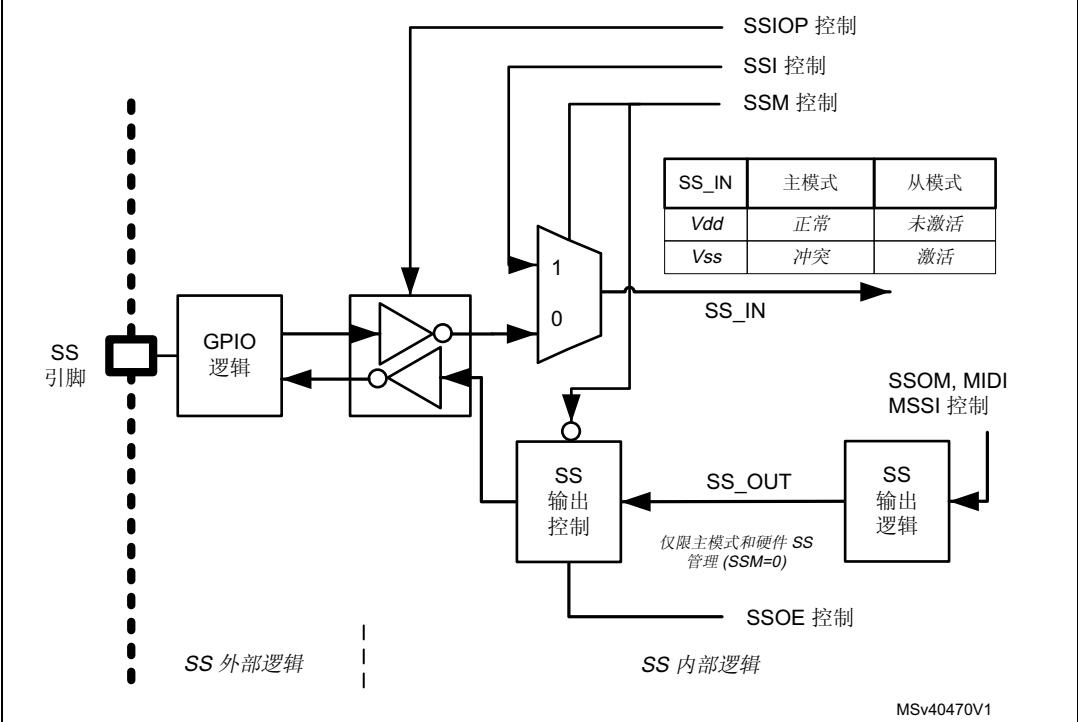 SSIOP 控制
SSI 控制
SSM 控制
SS_IN 主模式 从模式
Vdd 正常 未激活
Vss 冲突 激活
1
0
SS_IN
SS
引脚
GPIO
逻辑
SSOM, MIDI
MSSI 控制
SS
输出
控制
SS_OUT
SS
输出
逻辑
仅限主模式和硬件 SS
管理 (SSM=0)
SSOE 控制
SS 外部逻辑
SS 内部逻辑
MSv40470V1